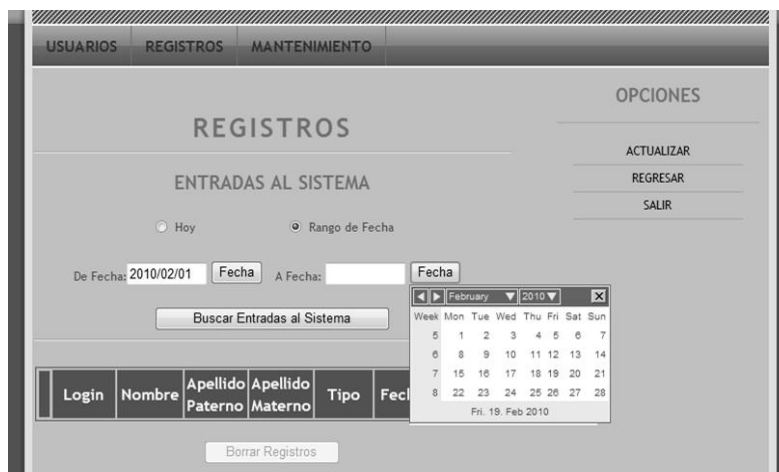 USUARIOS REGISTROS MANTENIMIENTO
OPCIONES
REGISTROS
ACTUALIZAR
ENTRADAS AL SISTEMA
REGRESAR
SALIR
Hoy Rango de Fecha
De Fecha: 2010/02/01 Fecha A Fecha: Fecha
February 2010 X
Buscar Entradas al Sistema
Week Mon Tue Wed Thu Fri Sat Sun
5 1 2 3 4 5 6 7
6 8 9 10 11 12 13 14
7 15 16 17 18 19 20 21
8 22 23 24 25 26 27 28
Fri. 19. Feb 2010
Login Nombre Apellido Paterno Apellido Materno Tipo Fecl
Borrar Registros